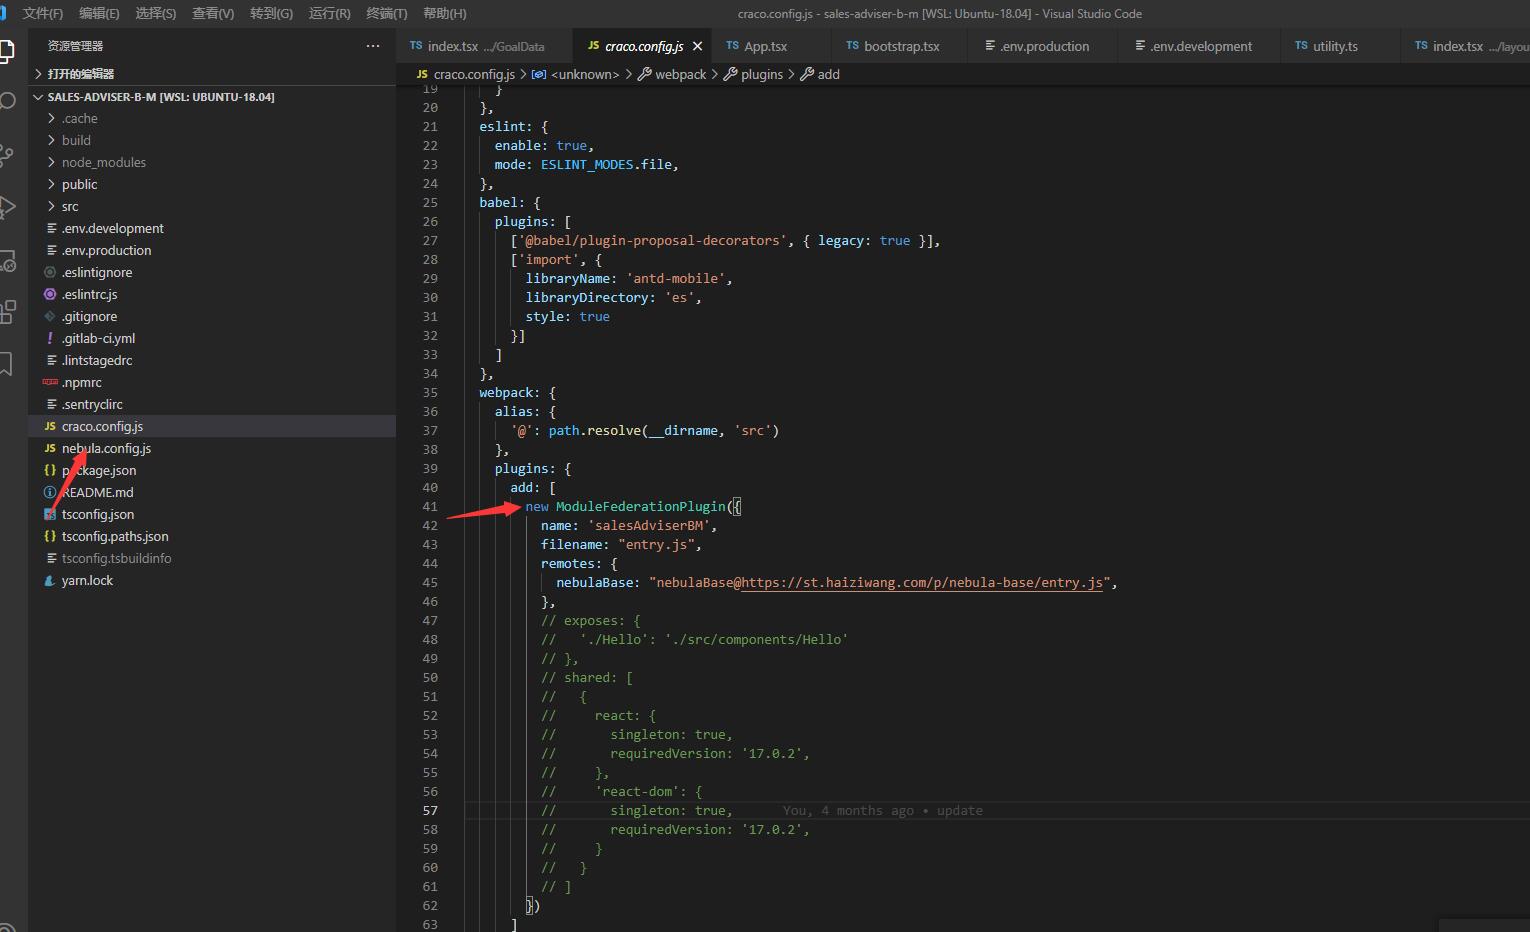 文件(F) 编辑(E) 选择(S) 查看(V) 转到(G) 运行(R) 终端(T) 帮助(H)
craco.config.js - sales-adviser-b-m [WSL: Ubuntu-18.04] - Visual Studio Code
资源管理器
打开的编辑器
SALES-ADVISER-B-M [WSL: UBUNTU-18.04]
.cache
build
node_modules
public
src
.env.development
.env.production
.eslintignore
.eslintrc.js
.gitignore
.gitlab-ci.yml
.lintstagedrc
.npmrc
.sentryclirc
JS craco.config.js
JS nebula.config.js
{} package.json
README.md
tsconfig.json
{} tsconfig.paths.json
tsconfig.tsbuildinfo
yarn.lock
TS index.tsx .../GoalData
JS craco.config.js
TS App.tsx
TS bootstrap.tsx
.env.production
.env.development
TS utility.ts
TS index.tsx .../layou
JS craco.config.js > <unknown> > webpack > plugins > add
19 }
20 },
21 eslint: {
22 enable: true,
23 mode: ESLINT_MODES.file,
24 },
25 babel: {
26 plugins: [
27 ['@babel/plugin-proposal-decorators', { legacy: true }],
28 ['import', {
29 libraryName: 'antd-mobile',
30 libraryDirectory: 'es',
31 style: true
32 }]
33 ]
34 },
35 webpack: {
36 alias: {
37 '@': path.resolve(__dirname, 'src')
38 },
39 plugins: {
40 add: [
41 new ModuleFederationPlugin({
42 name: 'salesAdviserBM',
43 filename: "entry.js",
44 remotes: {
45 nebulaBase: "nebulaBase@https://st.haiziwang.com/p/nebula-base/entry.js",
46 },
47 // exposes: {
48 //   './Hello': './src/components/Hello'
49 // },
50 // shared: [
51 //   {
52 //     react: {
53 //       singleton: true,
54 //       requiredVersion: '17.0.2',
55 //     },
56 //     'react-dom': {
57 //       singleton: true, You, 4 months ago • update
58 //       requiredVersion: '17.0.2',
59 //     }
60 //   }
61 // ]
62 })
63 ]